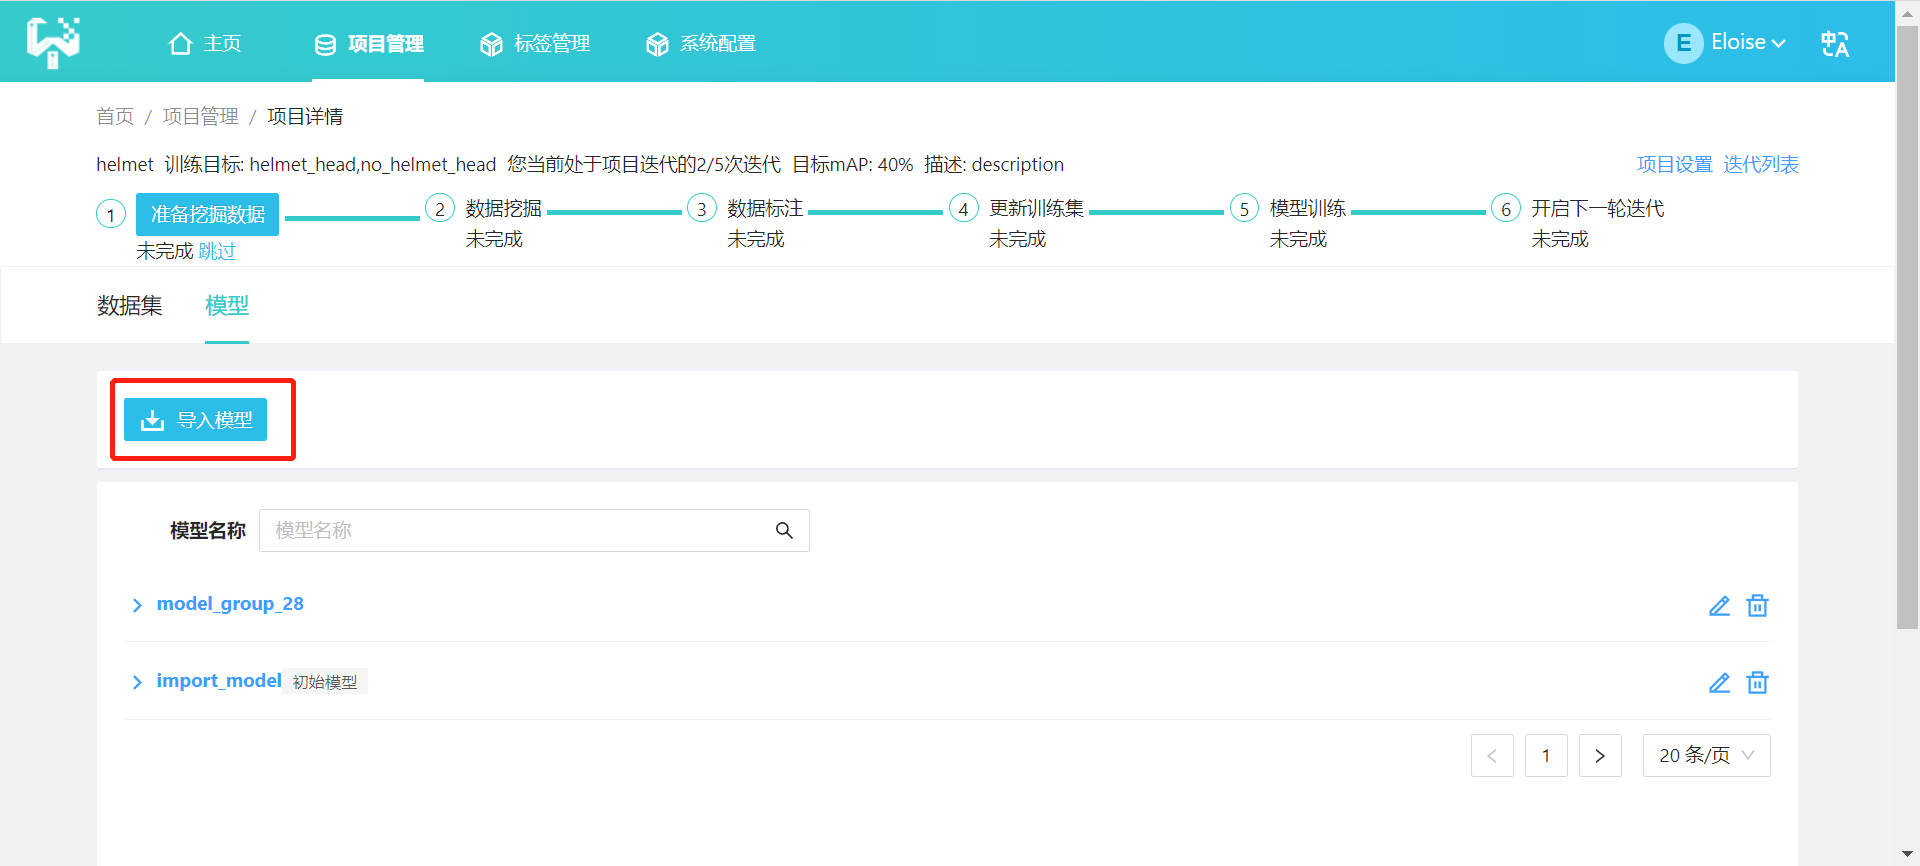 主页 项目管理 标签管理 系统配置 E Eloise 中A
首页 / 项目管理 / 项目详情
helmet 训练目标: helmet_head,no_helmet_head 您当前处于项目迭代的2/5次迭代 目标mAP: 40% 描述: description 项目设置 迭代列表
1 准备挖掘数据 2 数据挖掘 3 数据标注 4 更新训练集 5 模型训练 6 开启下一轮迭代
未完成 跳过 未完成 未完成 未完成 未完成 未完成
数据集 模型
导入模型
模型名称 模型名称
model_group_28
import_model 初始模型
1 20 条/页